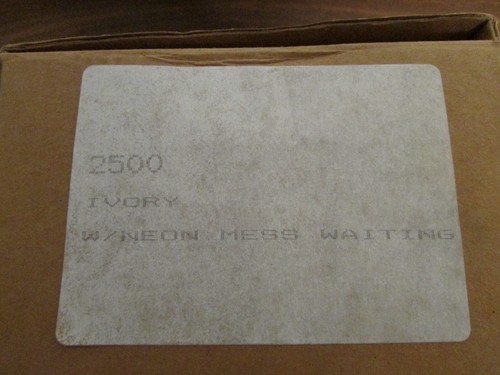 2500
IVORY
W/NEON MESS WAITING